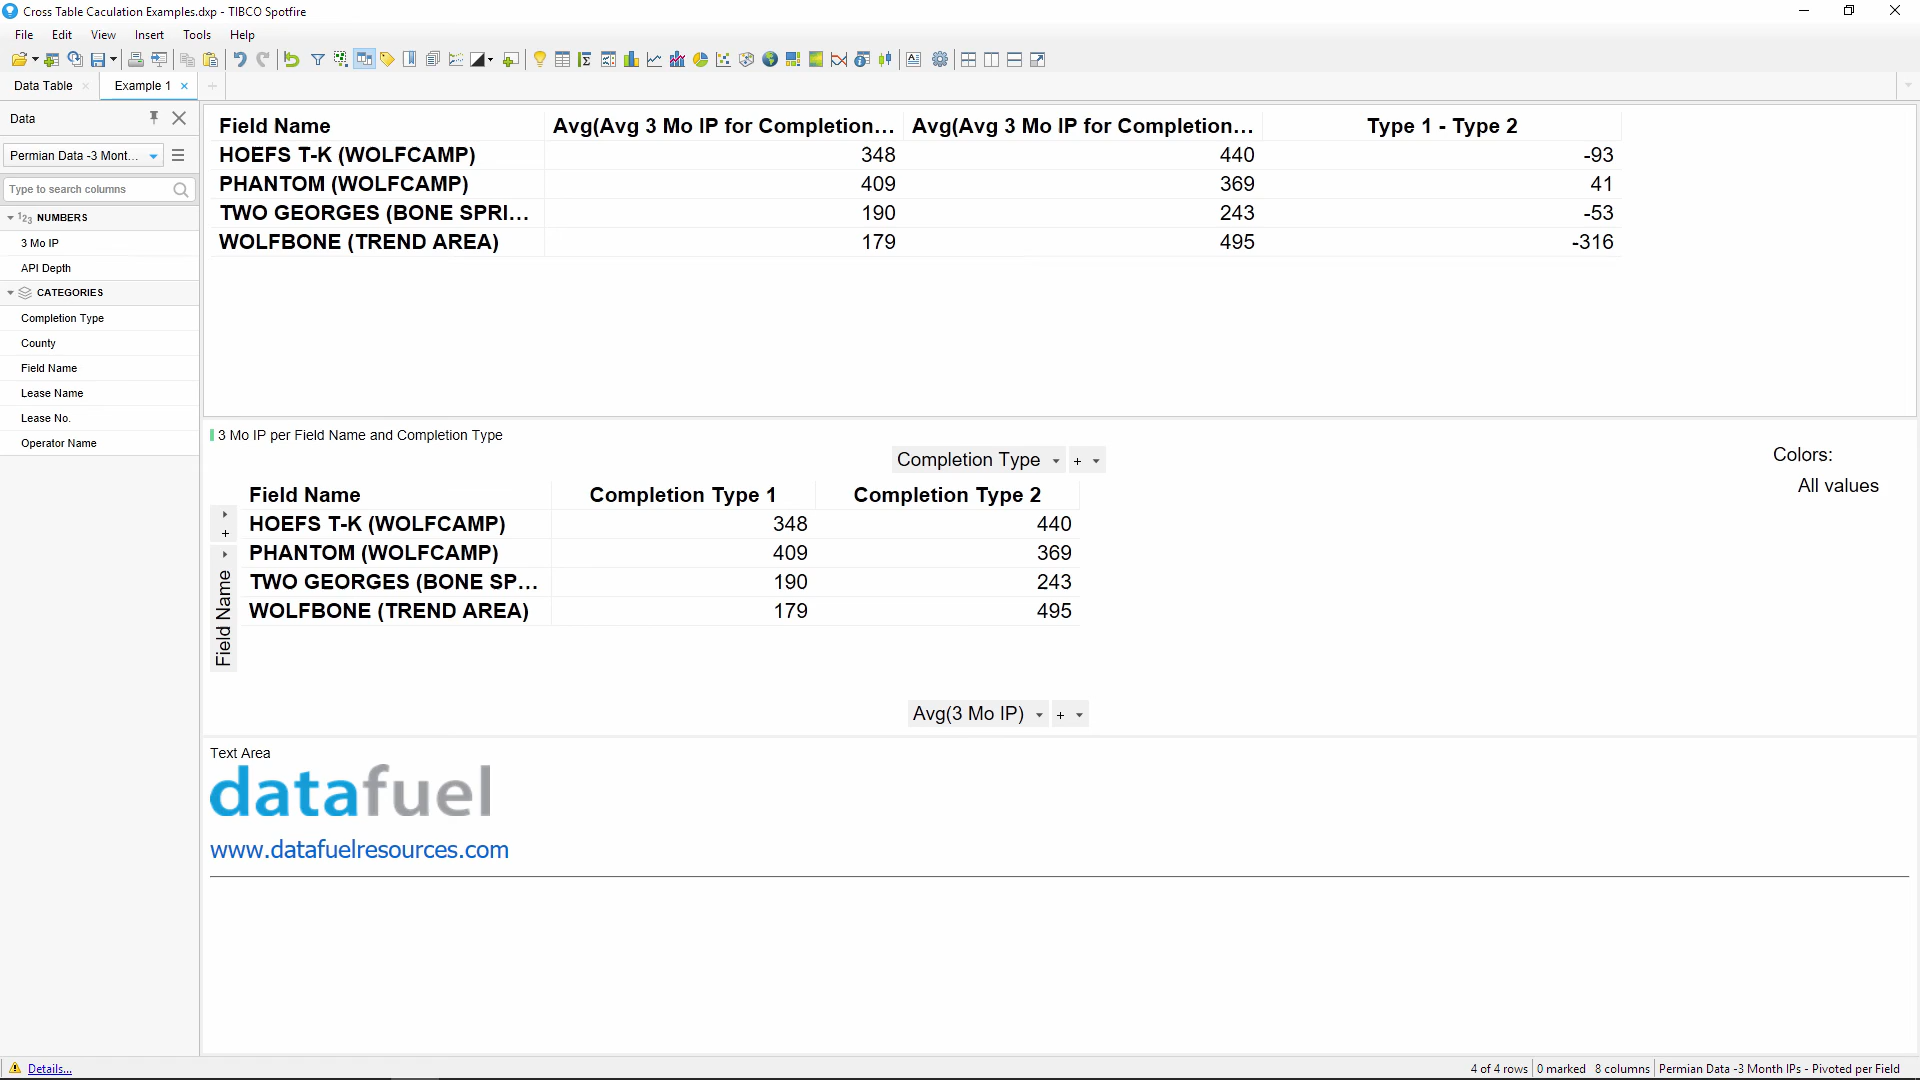 Cross Table Caculation Examples.dxp - TIBCO Spotfire
File Edit View Insert Tools Help
Data Table Example 1
Data
Permian Data -3 Mont...
Type to search columns
123 NUMBERS
3 Mo IP
API Depth
CATEGORIES
Completion Type
County
Field Name
Lease Name
Lease No.
Operator Name
Field Name Avg(Avg 3 Mo IP for Completion... Avg(Avg 3 Mo IP for Completion... Type 1 - Type 2
HOEFS T-K (WOLFCAMP) 348 440 -93
PHANTOM (WOLFCAMP) 409 369 41
TWO GEORGES (BONE SPRI... 190 243 -53
WOLFBONE (TREND AREA) 179 495 -316
3 Mo IP per Field Name and Completion Type
Completion Type +
Colors:
All values
Field Name Completion Type 1 Completion Type 2
HOEFS T-K (WOLFCAMP) 348 440
PHANTOM (WOLFCAMP) 409 369
TWO GEORGES (BONE SP... 190 243
WOLFBONE (TREND AREA) 179 495
+
Field Name
Avg(3 Mo IP) +
Text Area
datafuel
www.datafuelresources.com
Details... 4 of 4 rows 0 marked 8 columns Permian Data -3 Month IPs - Pivoted per Field